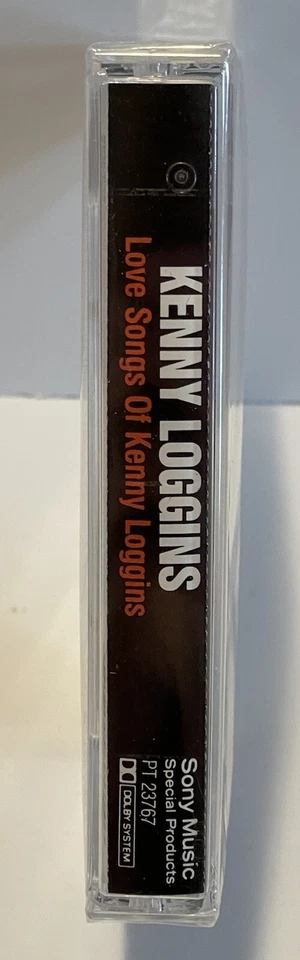 KENNY LOGGINS
Love Songs Of Kenny Loggins
Sony Music
Special Products
PT 23767
DOLBY SYSTEM